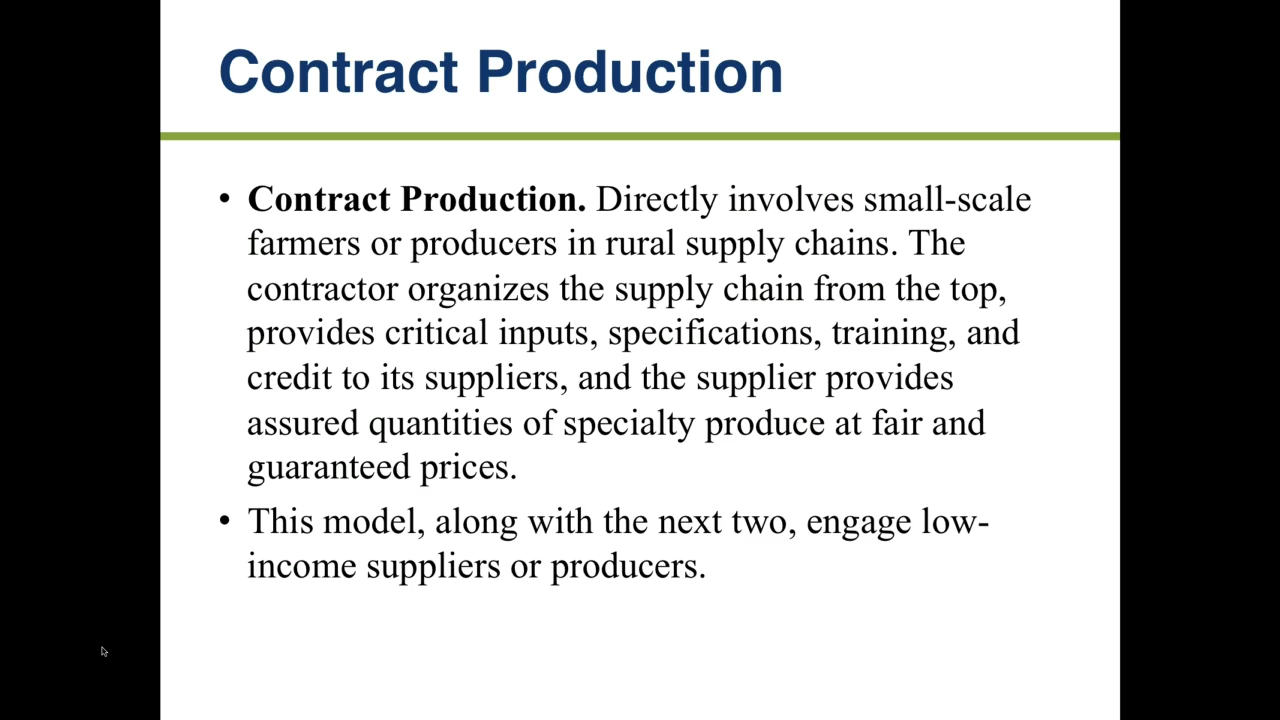 Contract Production
• Contract Production. Directly involves small-scale
farmers or producers in rural supply chains. The
contractor organizes the supply chain from the top,
provides critical inputs, specifications, training, and
credit to its suppliers, and the supplier provides
assured quantities of specialty produce at fair and
guaranteed prices.
• This model, along with the next two, engage low-
income suppliers or producers.